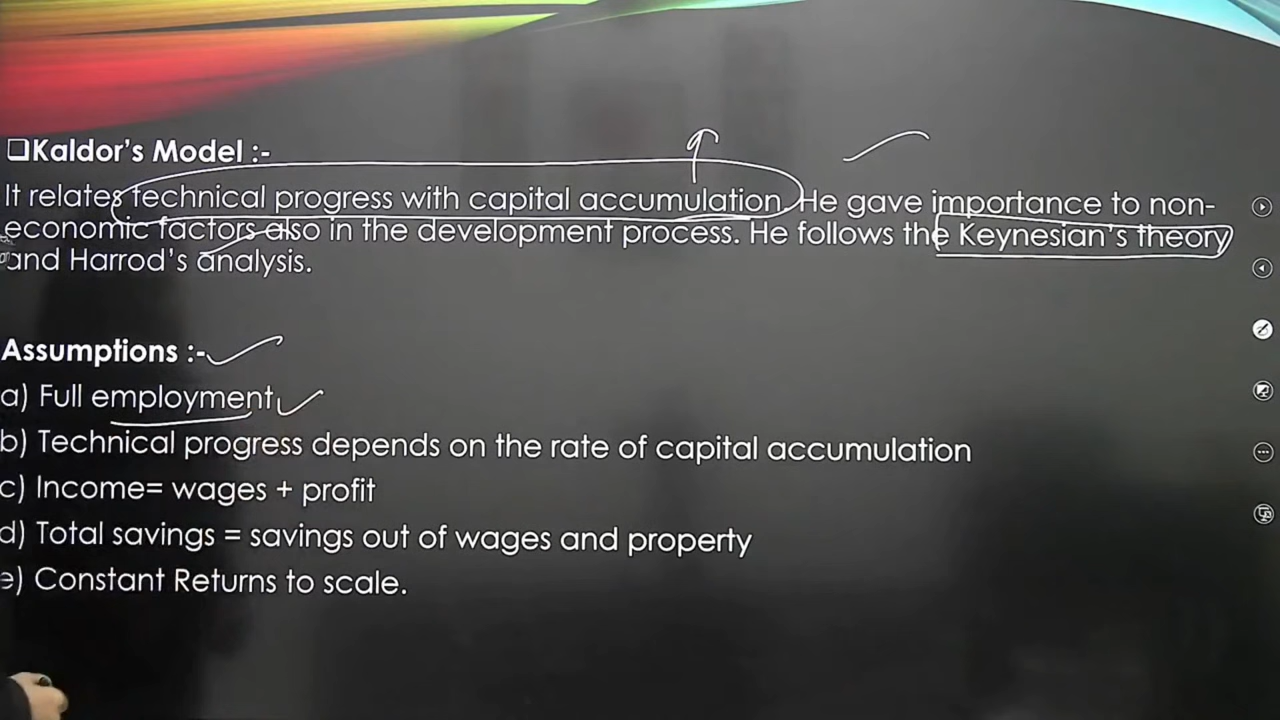 ❑Kaldor's Model :-
It relates technical progress with capital accumulation. He gave importance to non-
economic factors also in the development process. He follows the Keynesian's theory
and Harrod's analysis.
Assumptions :-
a) Full employment
b) Technical progress depends on the rate of capital accumulation
c) Income= wages + profit
d) Total savings = savings out of wages and property
e) Constant Returns to scale.